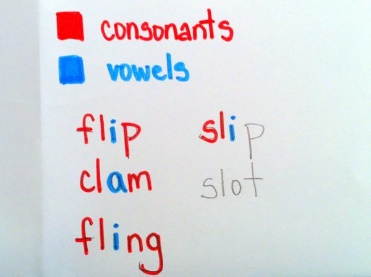 consonants
vowels
flip slip
clam slot
fling